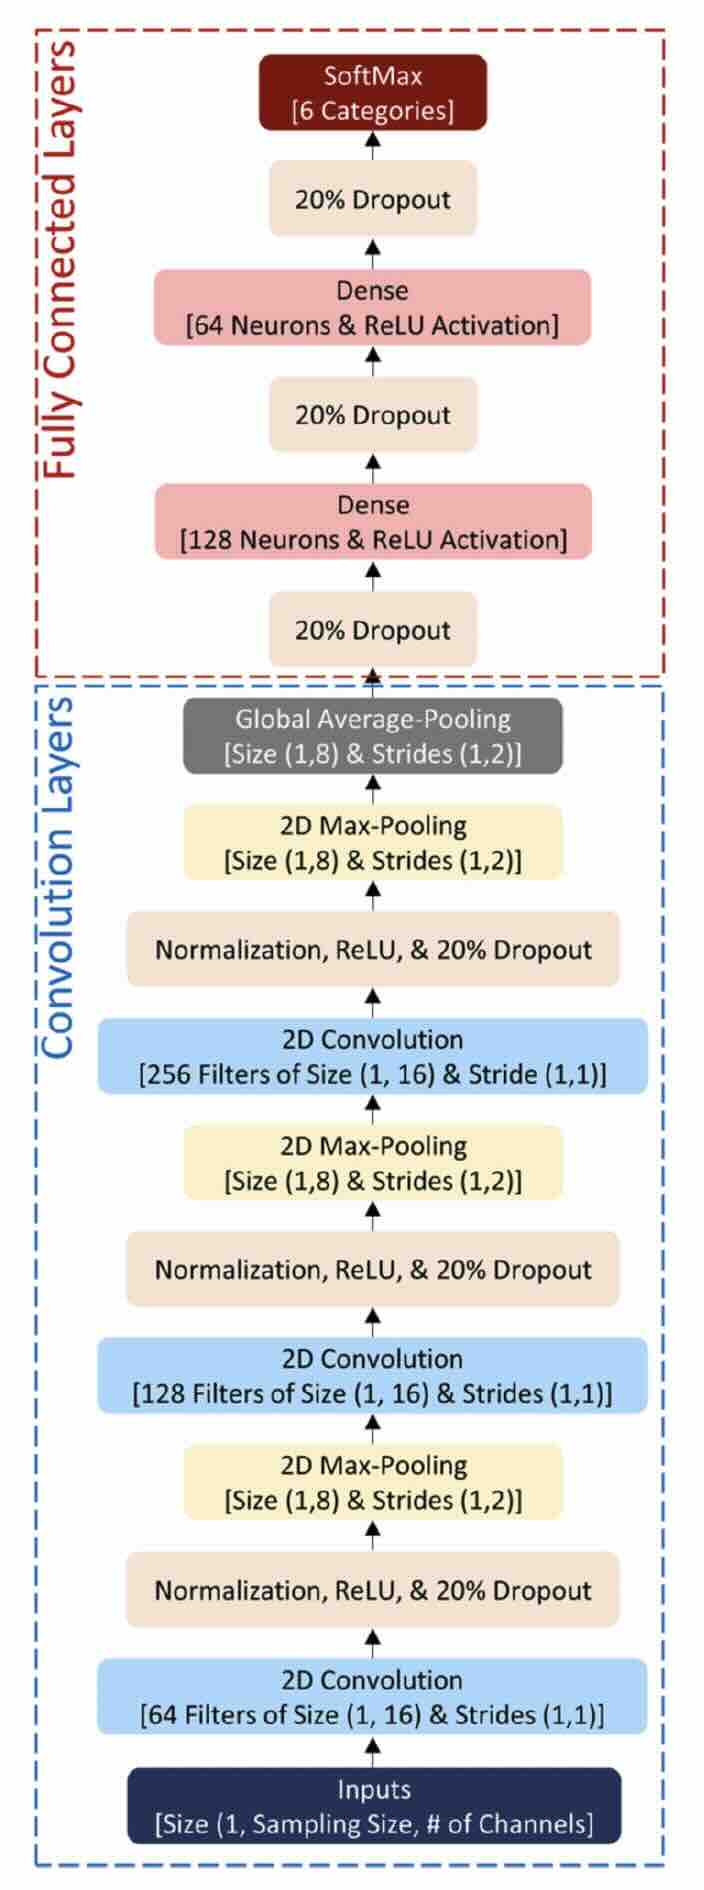 Fully Connected Layers
SoftMax
[6 Categories]
20% Dropout
Dense
[64 Neurons & ReLU Activation]
20% Dropout
Dense
[128 Neurons & ReLU Activation]
20% Dropout
Convolution Layers
Global Average-Pooling
[Size (1,8) & Strides (1,2)]
2D Max-Pooling
[Size (1,8) & Strides (1,2)]
Normalization, ReLU, & 20% Dropout
2D Convolution
[256 Filters of Size (1, 16) & Stride (1,1)]
2D Max-Pooling
[Size (1,8) & Strides (1,2)]
Normalization, ReLU, & 20% Dropout
2D Convolution
[128 Filters of Size (1, 16) & Strides (1,1)]
2D Max-Pooling
[Size (1,8) & Strides (1,2)]
Normalization, ReLU, & 20% Dropout
2D Convolution
[64 Filters of Size (1, 16) & Strides (1,1)]
Inputs
[Size (1, Sampling Size, # of Channels]